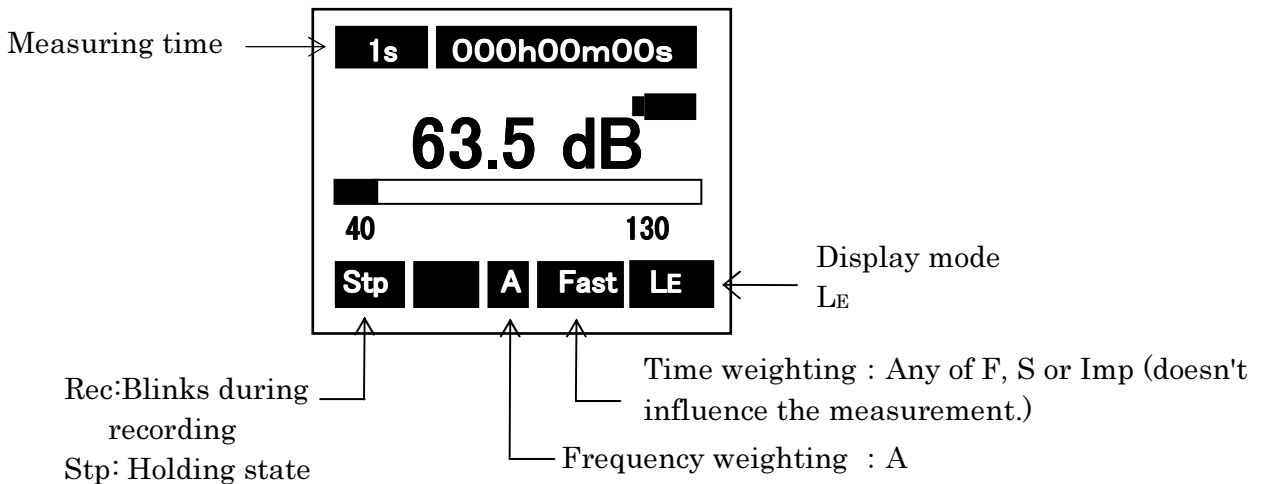 Measuring time
1s 000h00m00s
63.5 dB
40 130
Stp A Fast LE
Display mode
LE
Time weighting : Any of F, S or Imp (doesn't
influence the measurement.)
Rec:Blinks during
recording
Stp: Holding state
Frequency weighting : A